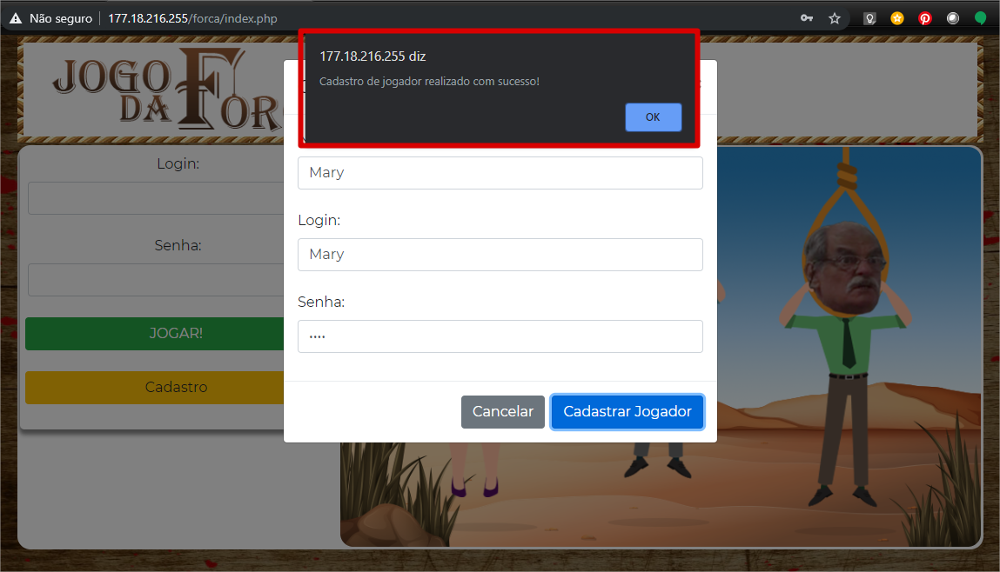 Não seguro
177.18.216.255/forca/index.php
177.18.216.255 diz
Cadastro de jogador realizado com sucesso!
OK
JOGO
DA
FOR
Login:
Senha:
JOGAR!
Cadastro
Mary
Login:
Mary
Senha:
····
Cancelar
Cadastrar Jogador